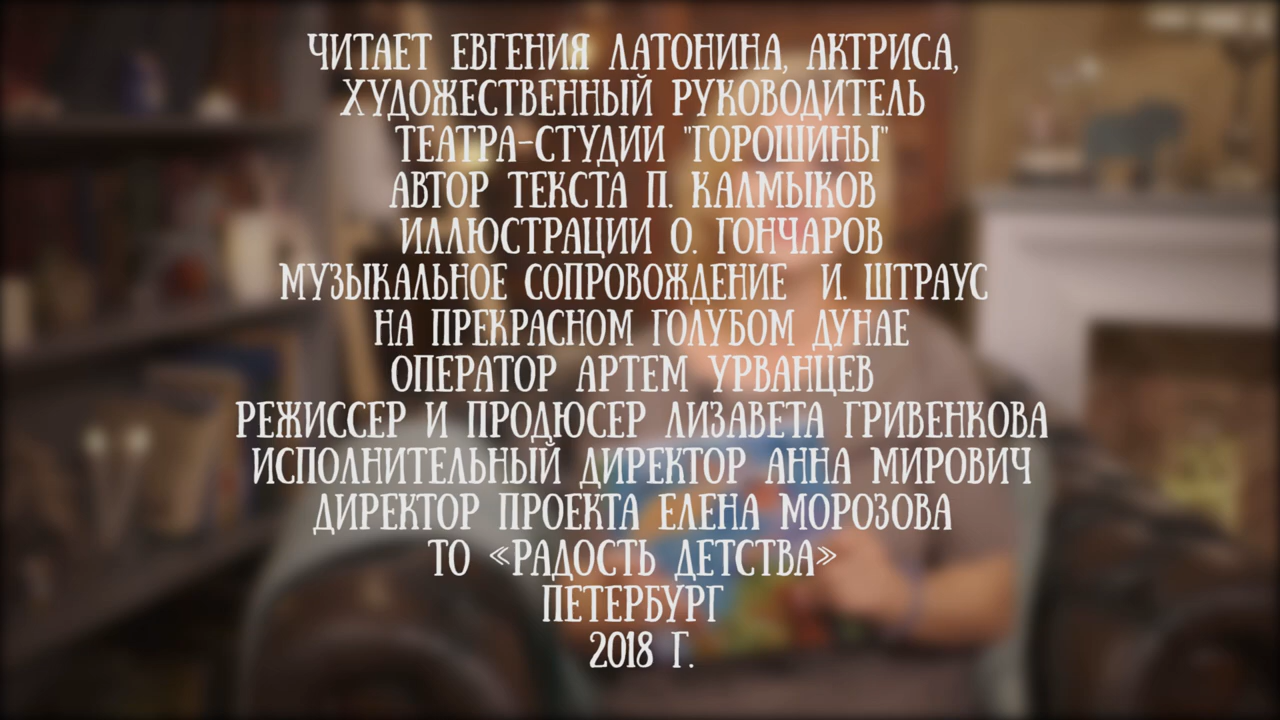 ЧИТАЕТ ЕВГЕНИЯ ЛАТОНИНА, АКТРИСА,
ХУДОЖЕСТВЕННЫЙ РУКОВОДИТЕЛЬ
ТЕАТРА-СТУДИИ "ГОРОШИНЫ"
АВТОР ТЕКСТА П. КАЛМЫКОВ
ИЛЛЮСТРАЦИИ О. ГОНЧАРОВ
МУЗЫКАЛЬНОЕ СОПРОВОЖДЕНИЕ И. ШТРАУС
НА ПРЕКРАСНОМ ГОЛУБОМ ДУНАЕ
ОПЕРАТОР АРТЕМ УРВАНЦЕВ
РЕЖИССЕР И ПРОДЮСЕР ЛИЗАВЕТА ГРИВЕНКОВА
ИСПОЛНИТЕЛЬНЫЙ ДИРЕКТОР АННА МИРОВИЧ
ДИРЕКТОР ПРОЕКТА ЕЛЕНА МОРОЗОВА
ТО «РАДОСТЬ ДЕТСТВА»
ПЕТЕРБУРГ
2018 Г.